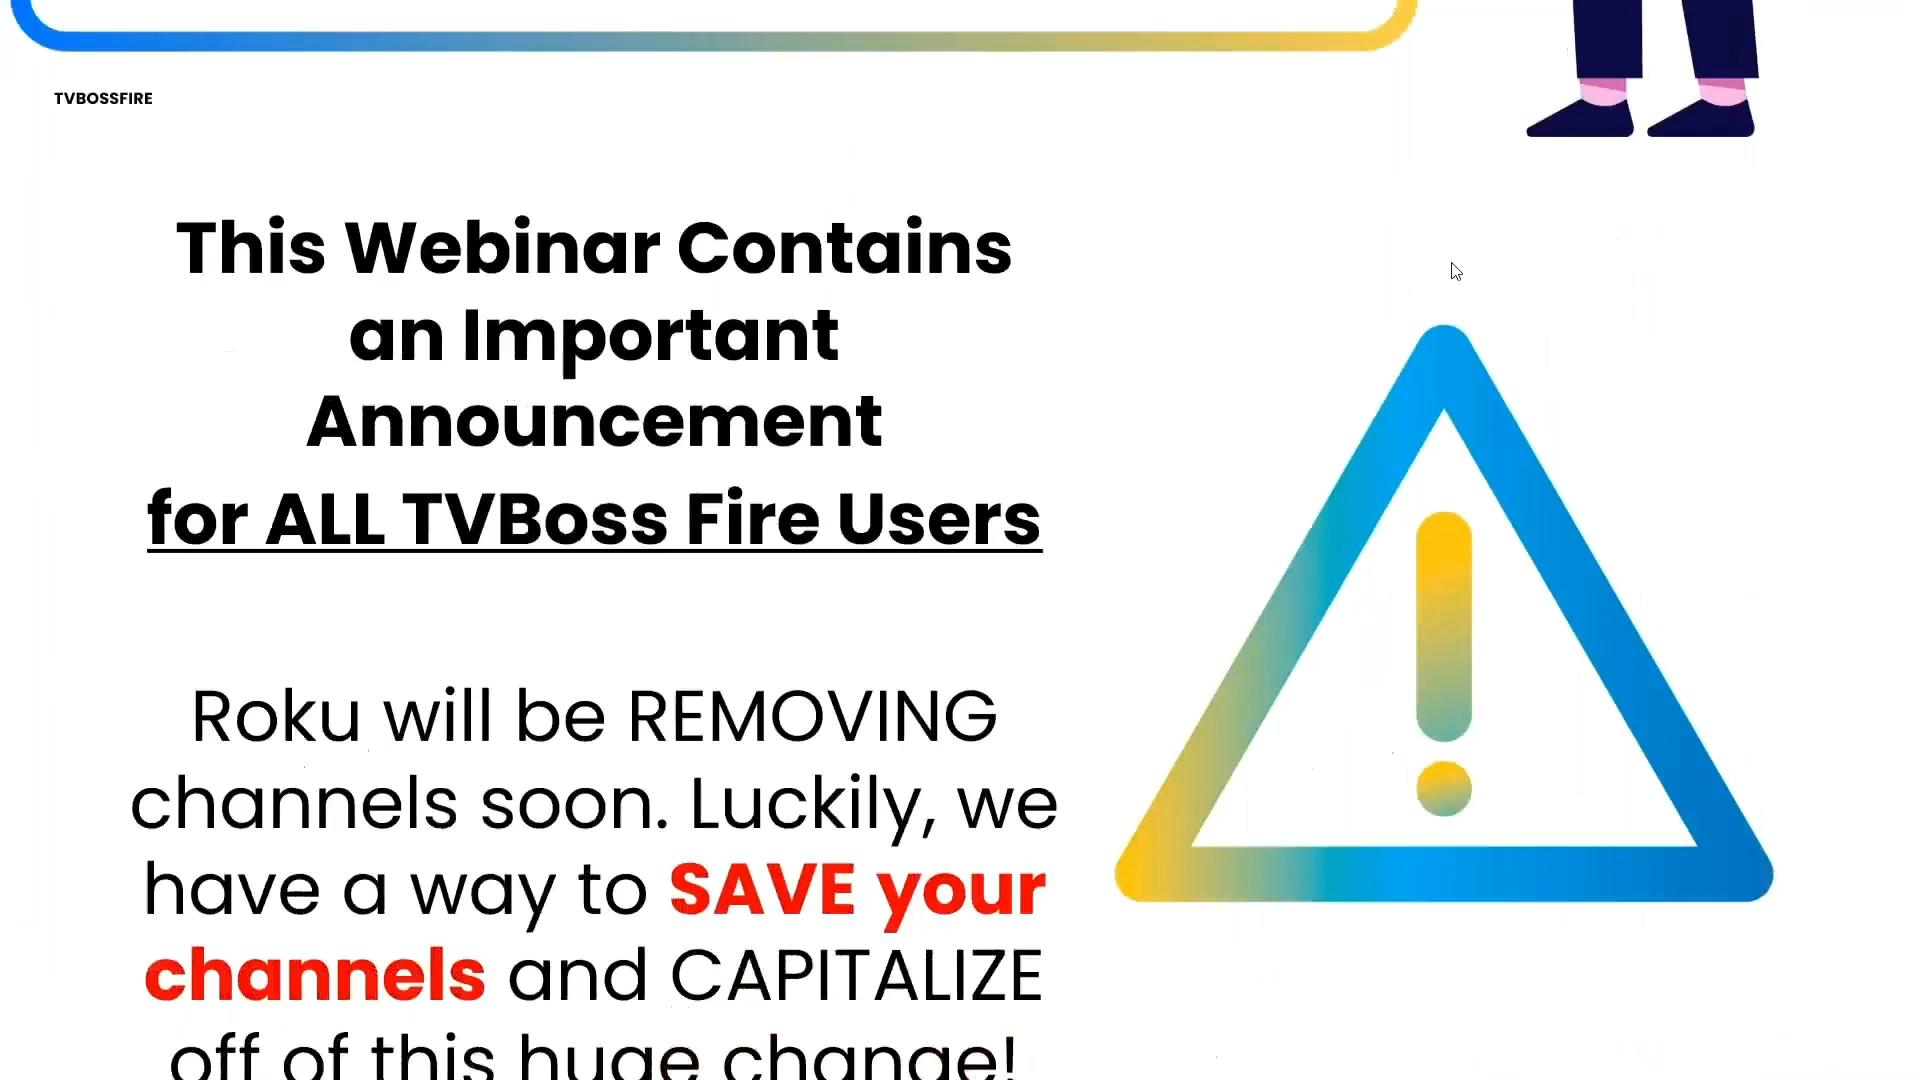 TVBOSSFIRE
This Webinar Contains
an Important
Announcement
for ALL TVBoss Fire Users
Roku will be REMOVING
channels soon. Luckily, we
have a way to SAVE your
channels and CAPITALIZE
off of this huge change!